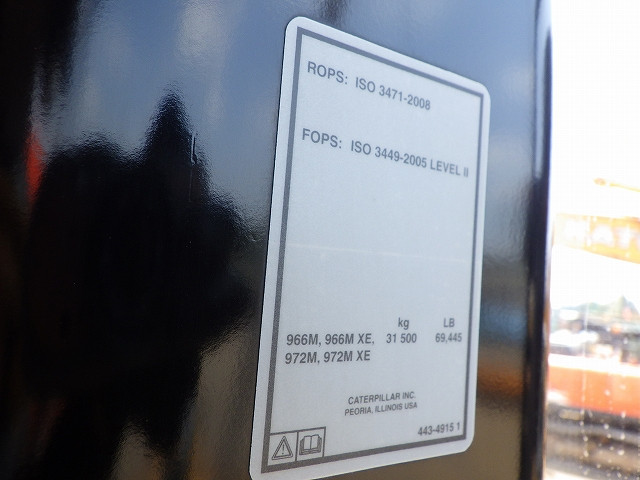 ROPS: ISO 3471-2008
FOPS: ISO 3449-2005 LEVEL II
kg LB
966M, 966M XE, 31 500 69,445
972M, 972M XE
CATERPILLAR INC.
PEORIA, ILLINOIS USA
443-4915 1